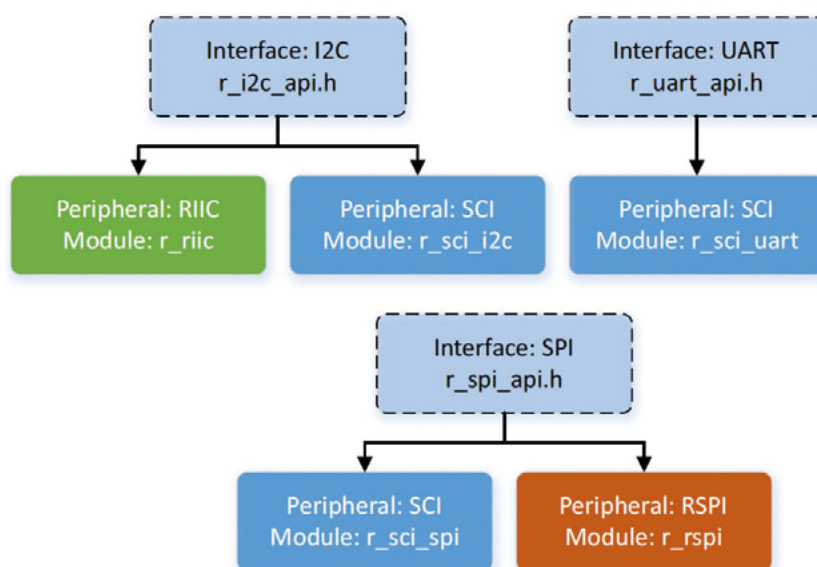 Interface: I2C
r_i2c_api.h
Interface: UART
r_uart_api.h
Peripheral: RIIC
Module: r_riic
Peripheral: SCI
Module: r_sci_i2c
Peripheral: SCI
Module: r_sci_uart
Interface: SPI
r_spi_api.h
Peripheral: SCI
Module: r_sci_spi
Peripheral: RSPI
Module: r_rspi